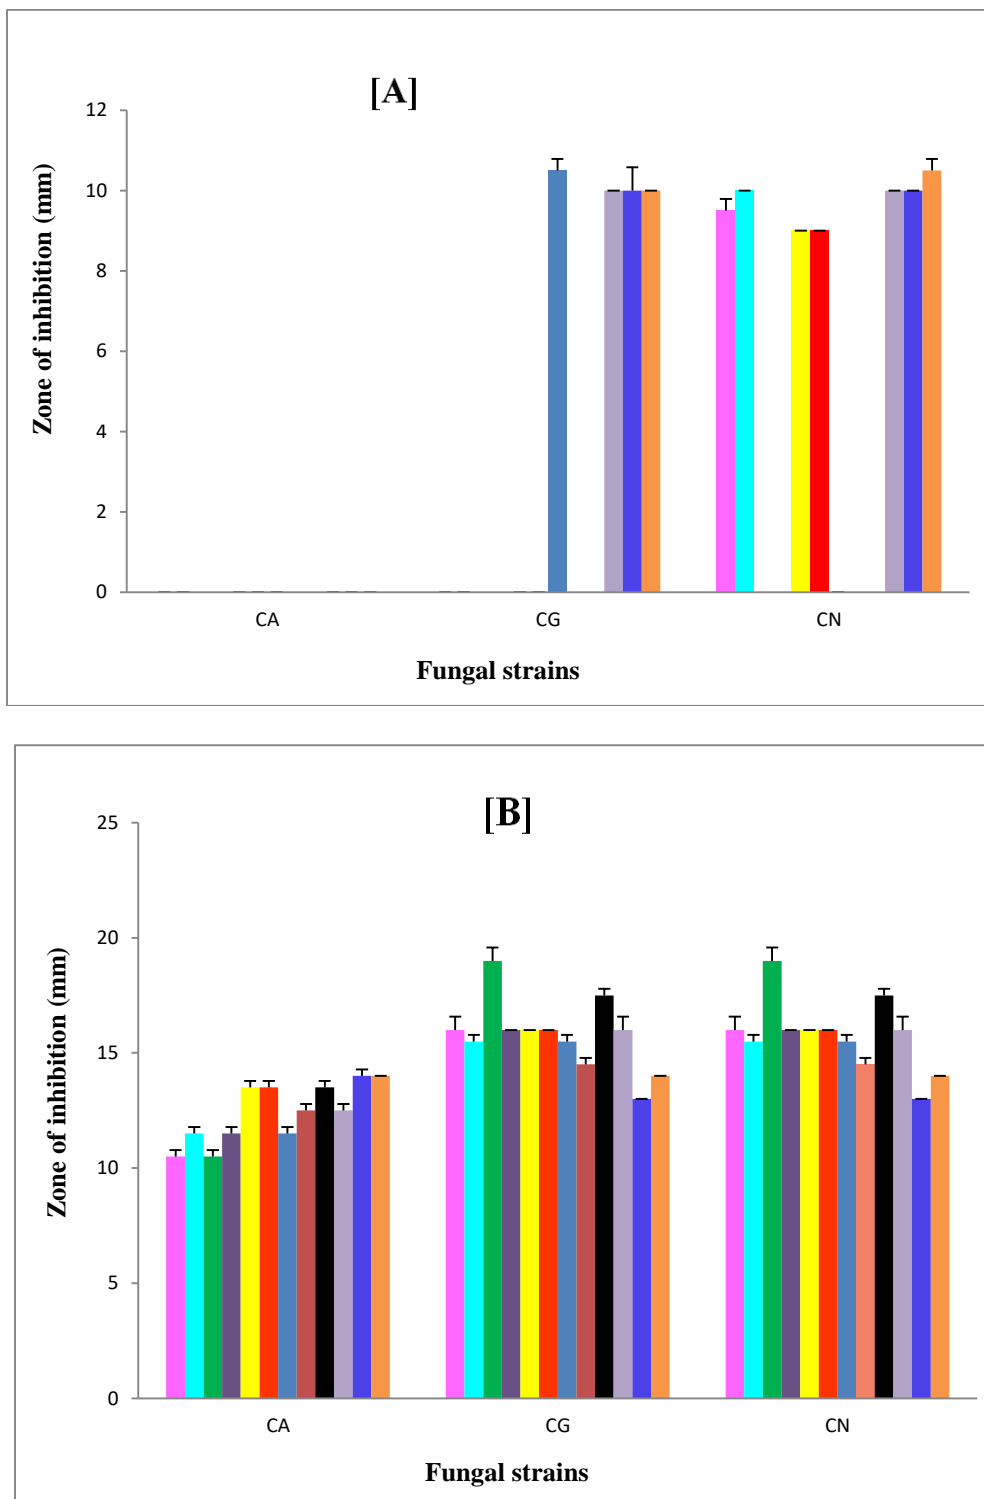 [A]
Zone of inhibition (mm)
12
10
8
6
4
2
0
CA CG CN
Fungal strains
[B]
Zone of inhibition (mm)
25
20
15
10
5
0
CA CG CN
Fungal strains